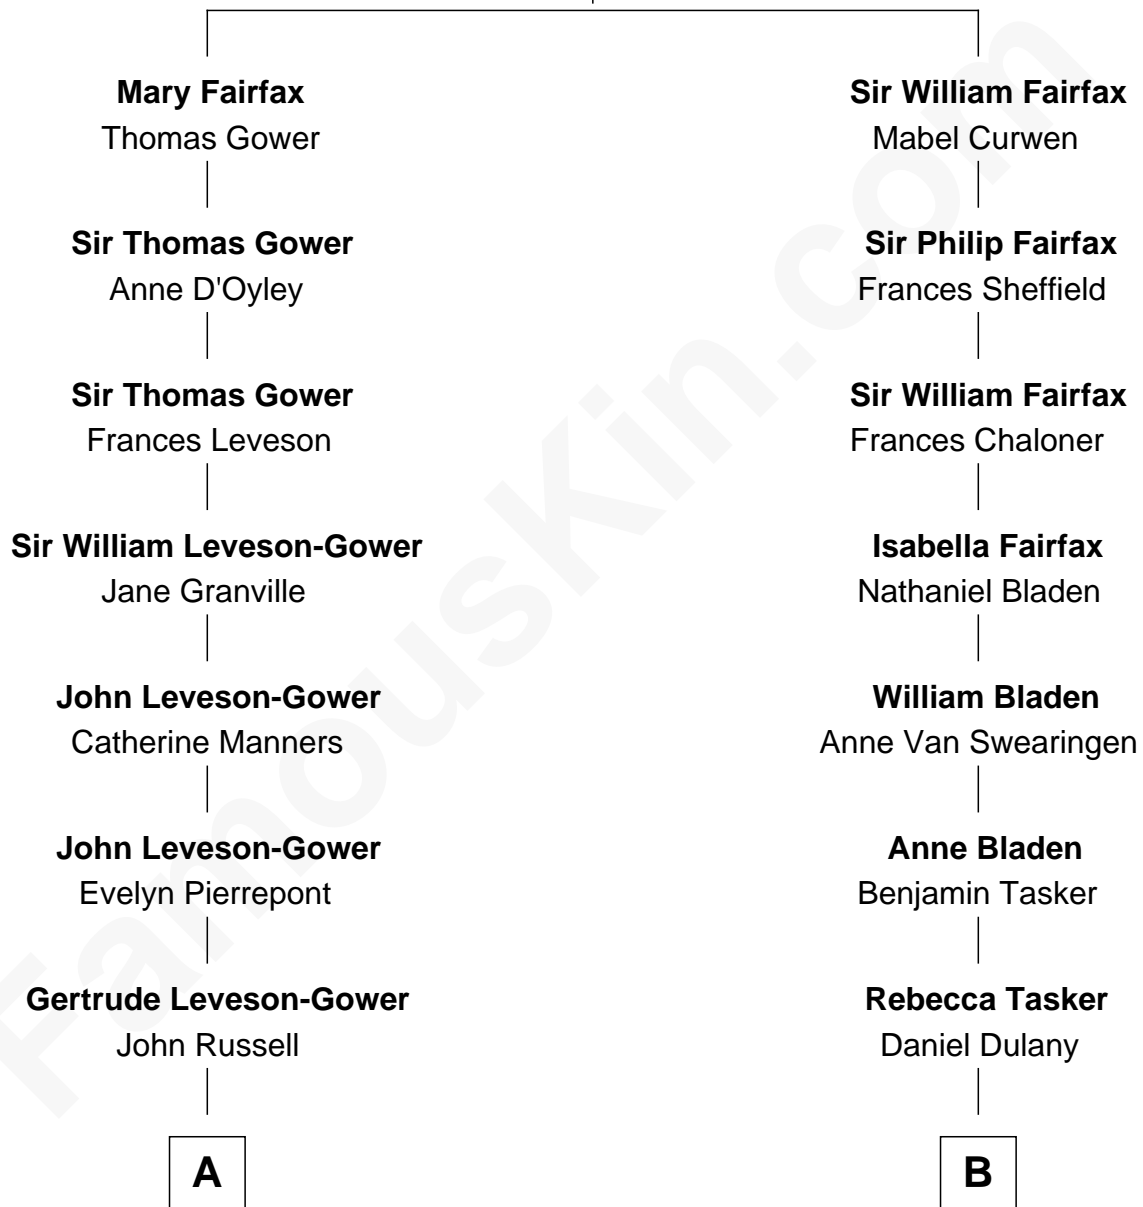 Mary Fairfax
Thomas Gower
Sir Thomas Gower
Anne D'Oyley
Sir Thomas Gower
Frances Leveson
Sir William Leveson-Gower
Jane Granville
John Leveson-Gower
Catherine Manners
John Leveson-Gower
Evelyn Pierrepont
Gertrude Leveson-Gower
John Russell
A
Sir William Fairfax
Mabel Curwen
Sir Philip Fairfax
Frances Sheffield
Sir William Fairfax
Frances Chaloner
Isabella Fairfax
Nathaniel Bladen
William Bladen
Anne Van Swearingen
Anne Bladen
Benjamin Tasker
Rebecca Tasker
Daniel Dulany
B
FamousKin.com